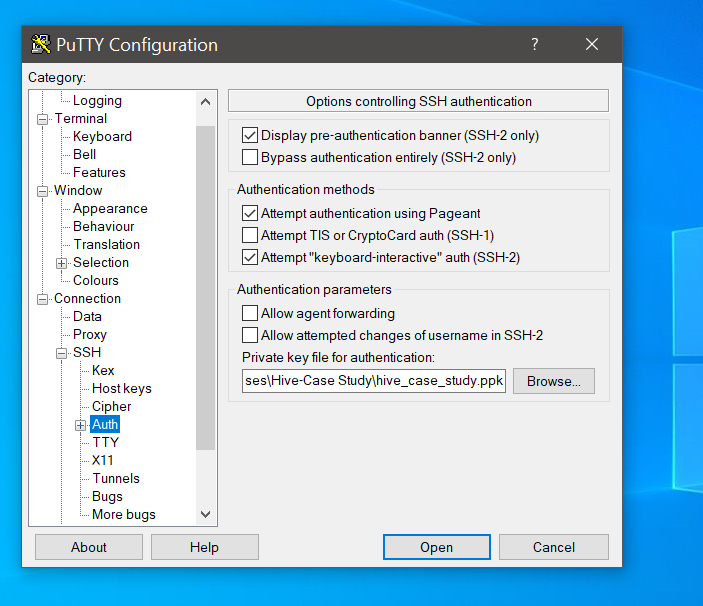 PuTTY Configuration
?
Category:
Logging
Terminal
Keyboard
Bell
Features
Window
Appearance
Behaviour
Translation
Selection
Colours
Connection
Data
Proxy
SSH
Kex
Host keys
Cipher
Auth
TTY
X11
Tunnels
Bugs
More bugs
Options controlling SSH authentication
Display pre-authentication banner (SSH-2 only)
Bypass authentication entirely (SSH-2 only)
Authentication methods
Attempt authentication using Pageant
Attempt TIS or CryptoCard auth (SSH-1)
Attempt "keyboard-interactive" auth (SSH-2)
Authentication parameters
Allow agent forwarding
Allow attempted changes of username in SSH-2
Private key file for authentication:
ses\Hive-Case Study\hive_case_study.ppk
Browse...
About
Help
Open
Cancel